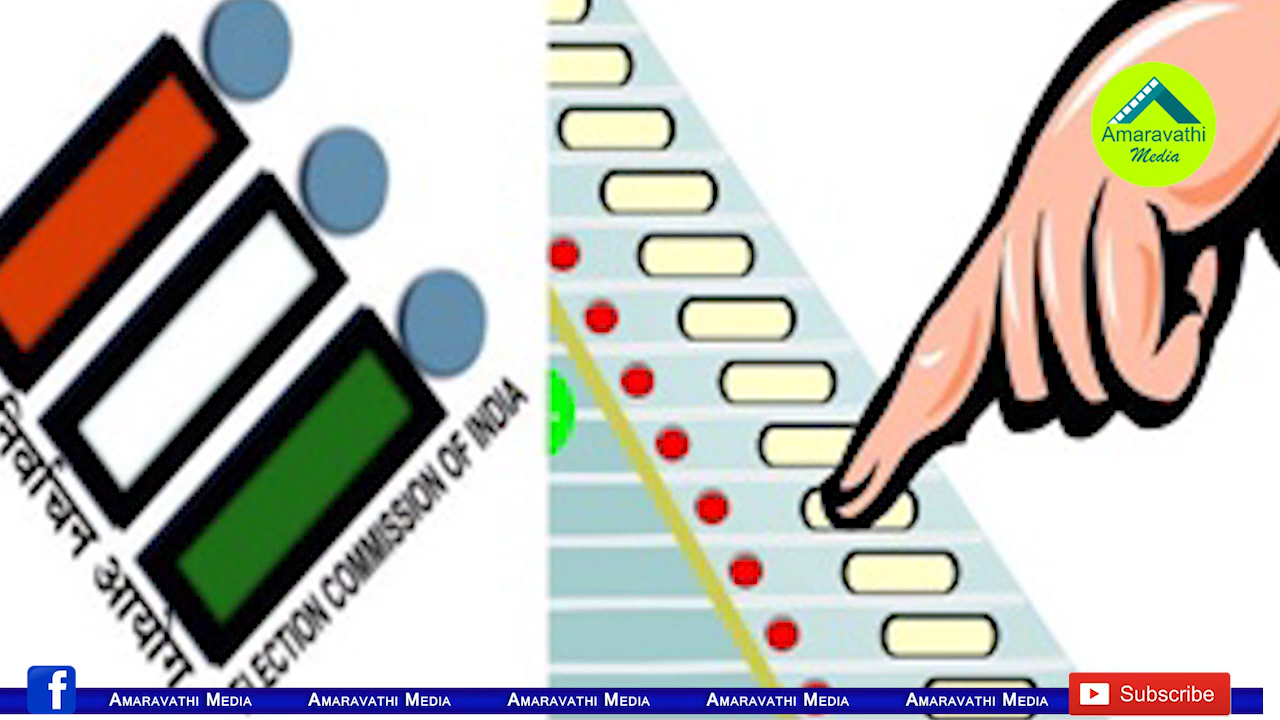 निर्वाचन आयोग
ELECTION COMMISSION OF INDIA
Amaravathi
Media
f
Amaravathi Media Amaravathi Media Amaravathi Media Amaravathi Media Amaravathi Media
Subscribe